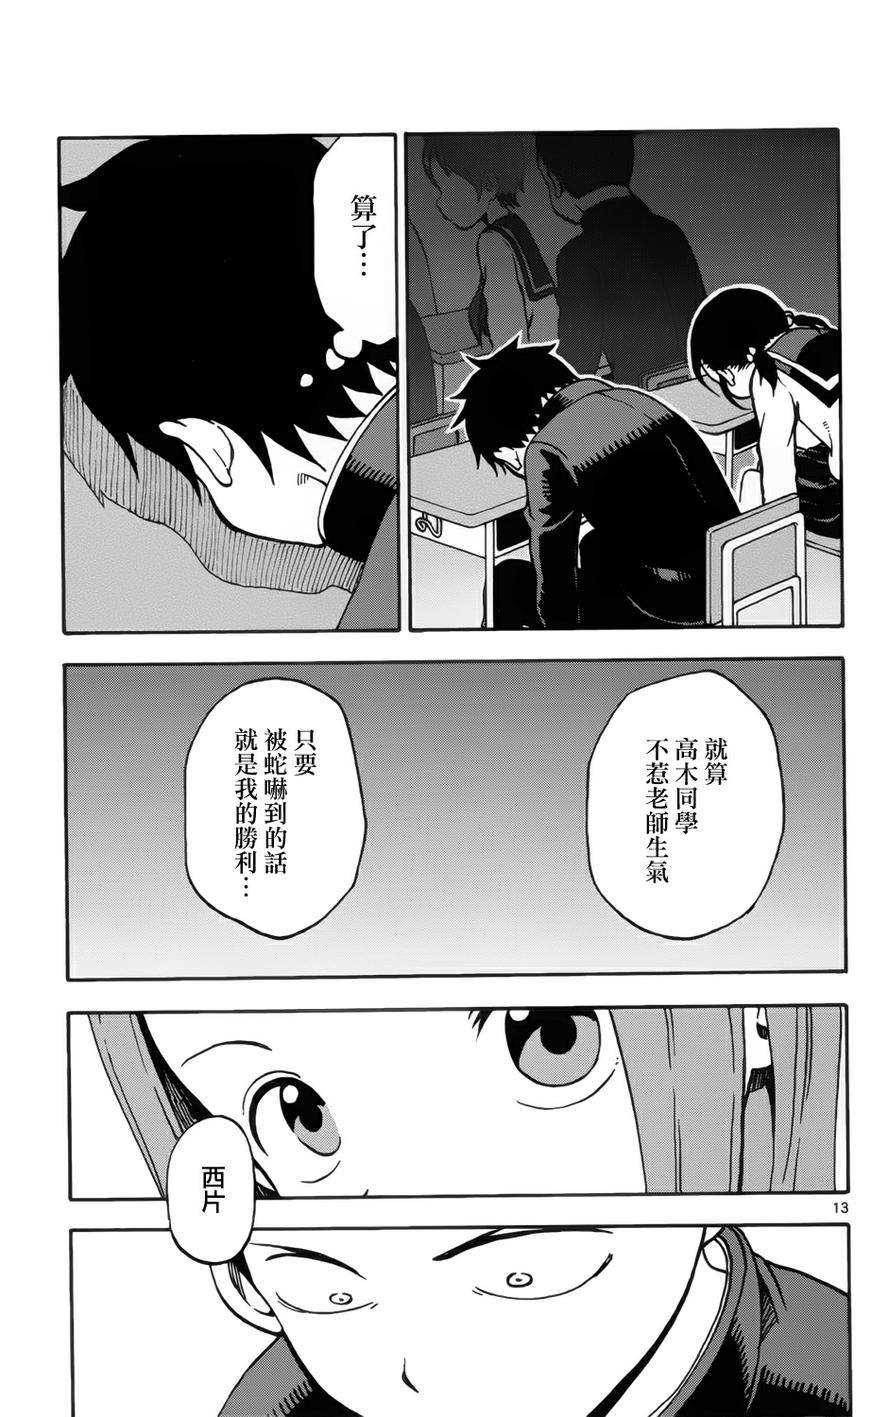 算了…
就算
高木同學
不惹老師生氣
只要
被蛇嚇到的話
就是我的勝利…
西片
13